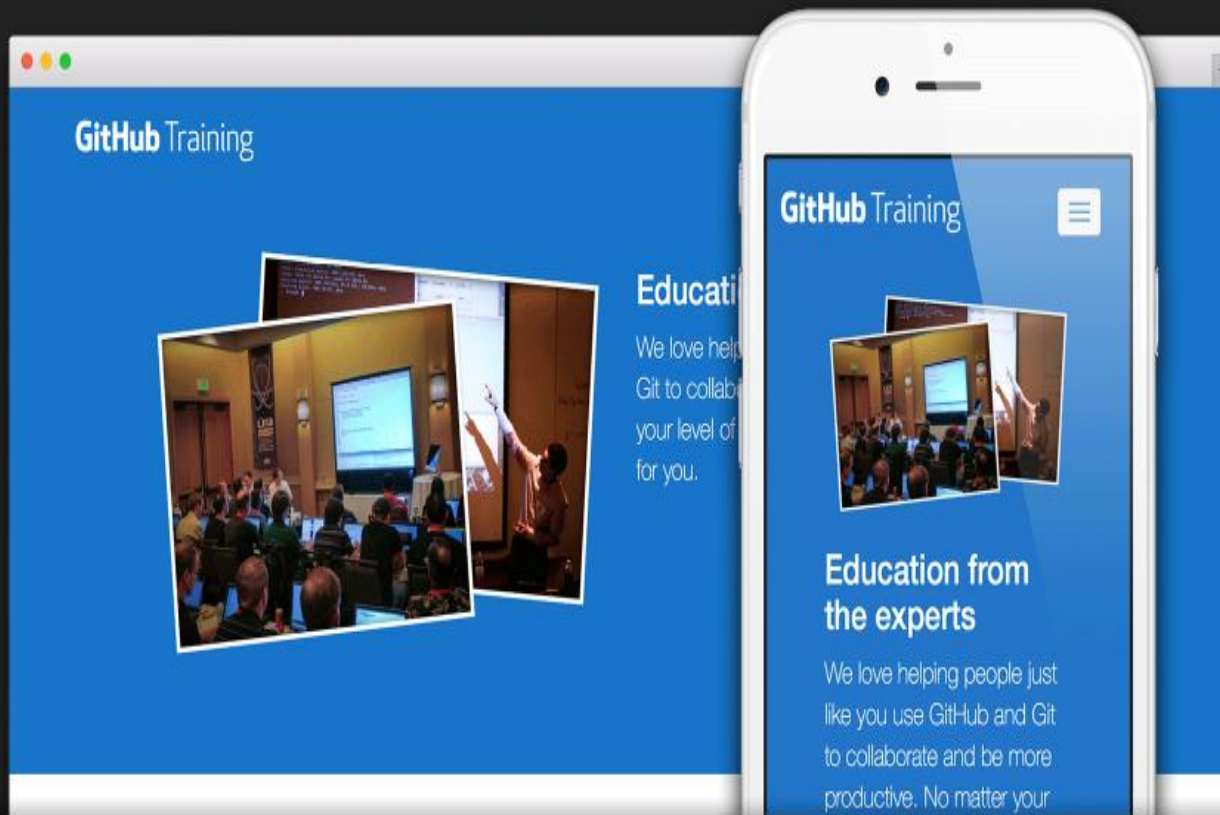 GitHub Training
Educati
We love help
Git to collabo
your level of
for you.
GitHub Training
Education from
the experts
We love helping people just
like you use GitHub and Git
to collaborate and be more
productive. No matter your